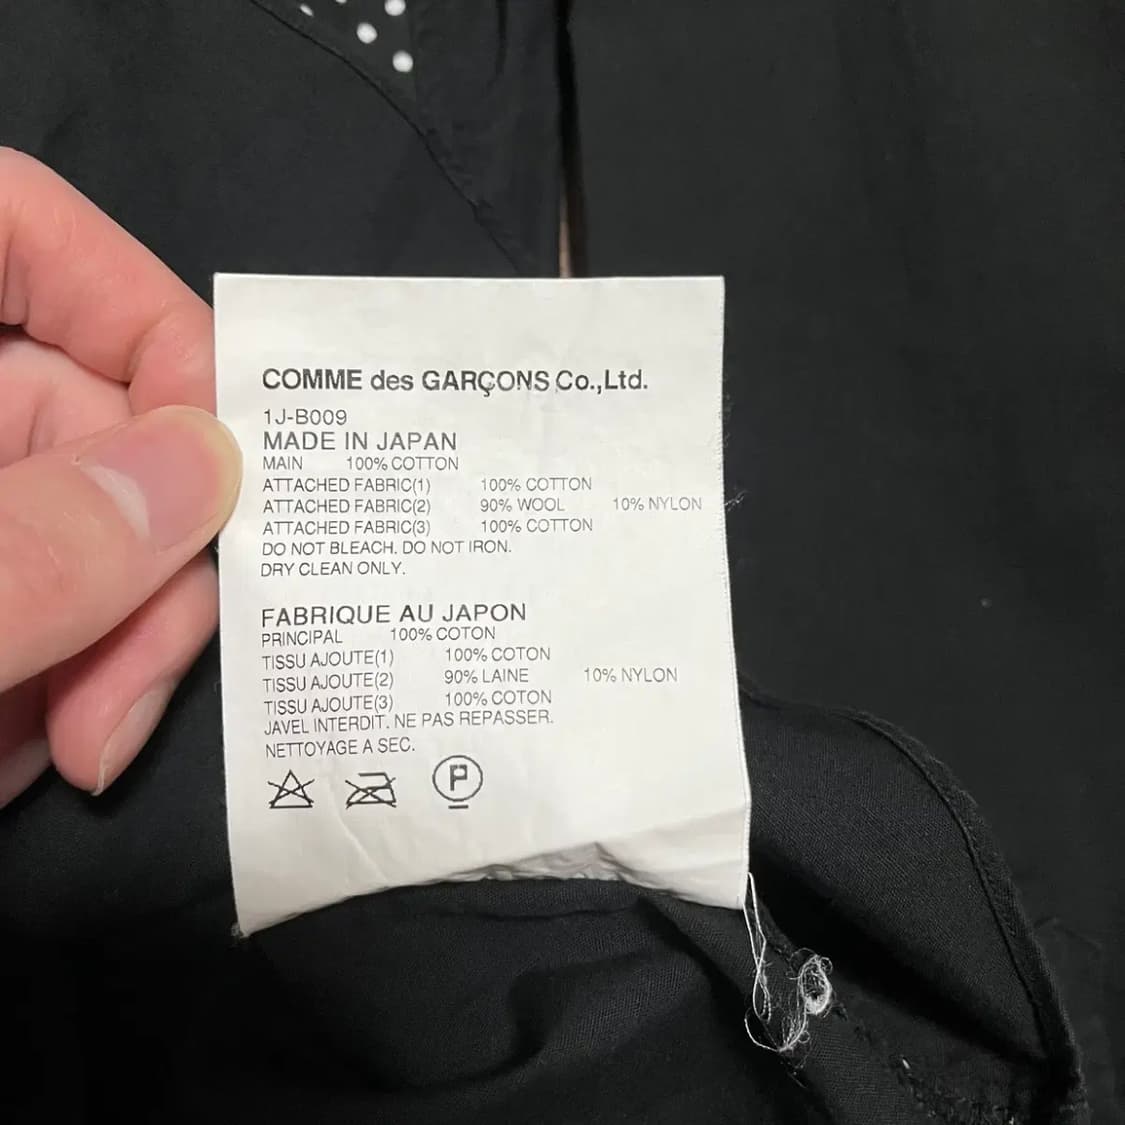 COMME des GARÇONS Co.,Ltd.
1J-B009
MADE IN JAPAN
MAIN 100% COTTON
ATTACHED FABRIC(1) 100% COTTON
ATTACHED FABRIC(2) 90% WOOL 10% NYLON
ATTACHED FABRIC(3) 100% COTTON
DO NOT BLEACH. DO NOT IRON.
DRY CLEAN ONLY.
FABRIQUE AU JAPON
PRINCIPAL 100% COTON
TISSU AJOUTE(1) 100% COTON
TISSU AJOUTE(2) 90% LAINE 10% NYLON
TISSU AJOUTE(3) 100% COTON
JAVEL INTERDIT. NE PAS REPASSER.
NETTOYAGE A SEC.
P